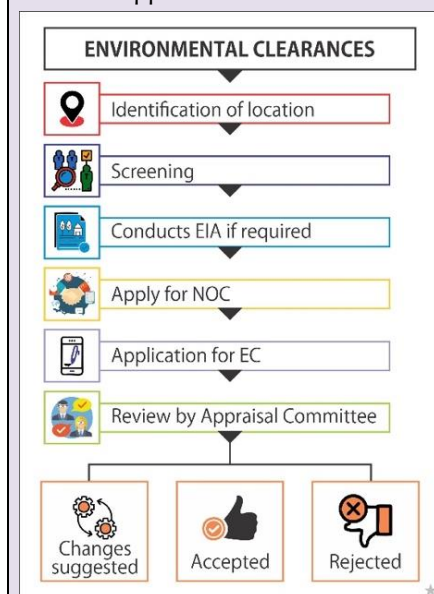 ENVIRONMENTAL CLEARANCES
Identification of location
Screening
Conducts EIA if required
Apply for NOC
Application for EC
Review by Appraisal Committee
Changes
suggested
Accepted
Rejected